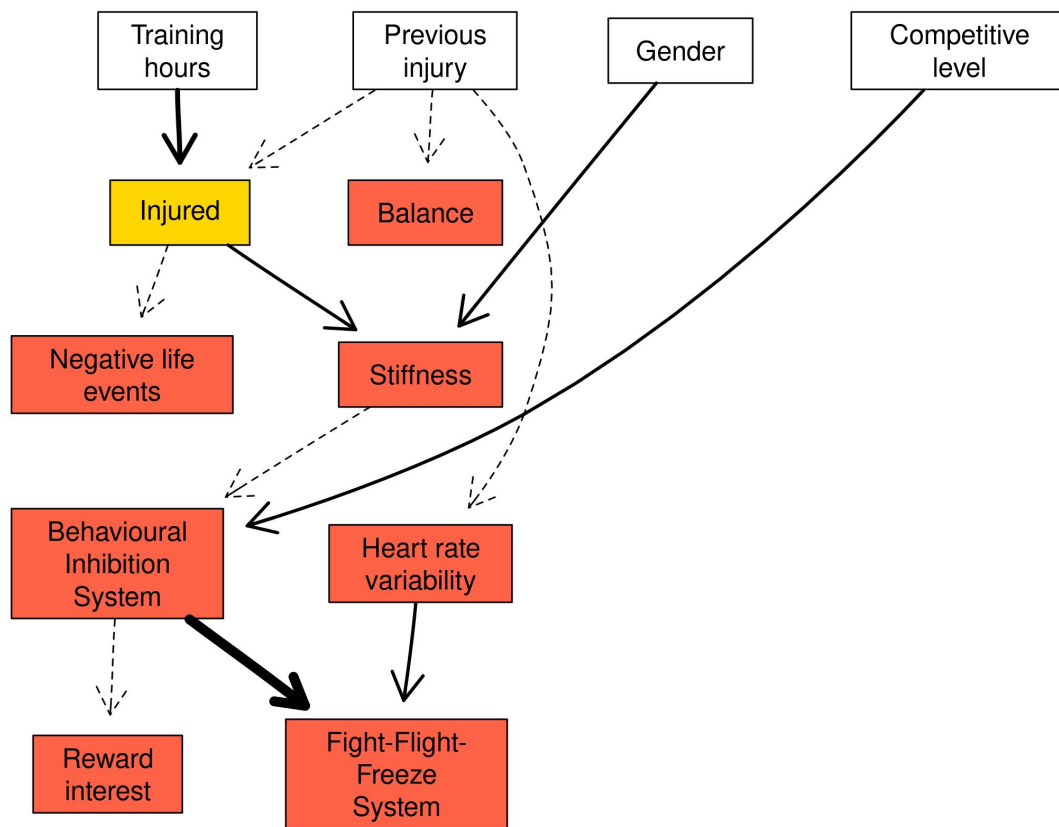 Training
hours
Previous
injury
Gender
Competitive
level
Injured
Balance
Negative life
events
Stiffness
Behavioural
Inhibition
System
Heart rate
variability
Reward
interest
Fight-Flight-
Freeze
System